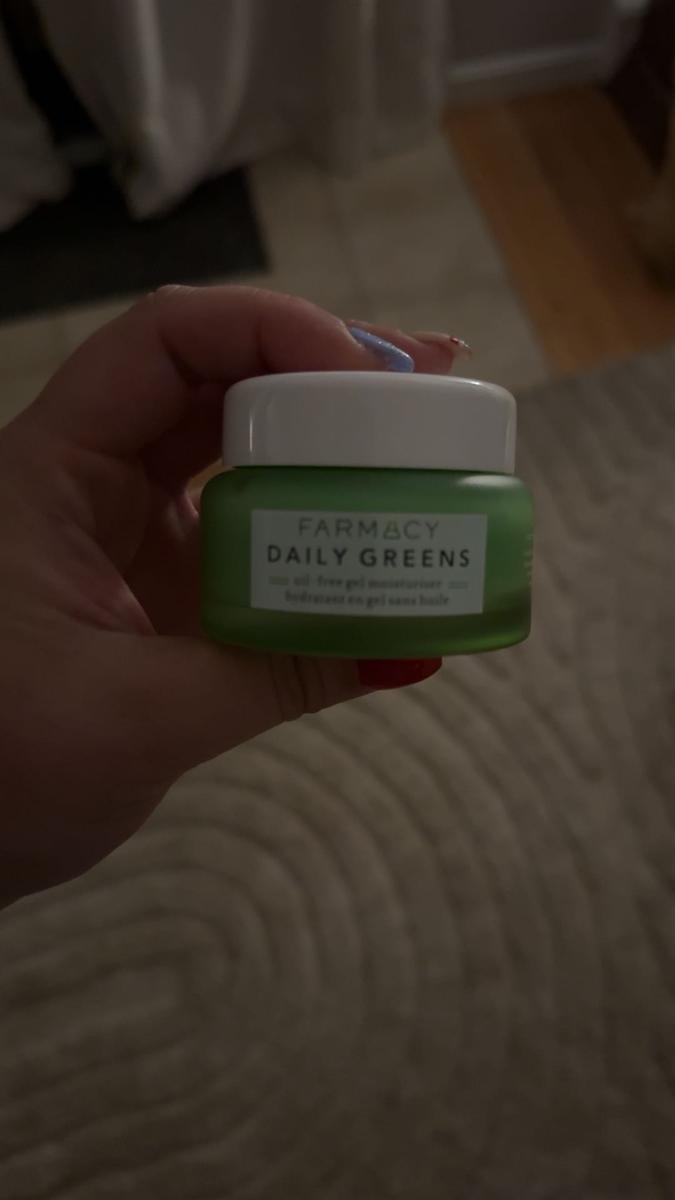 FARMACY
DAILY GREENS
oil-free gel moisturizer
hydratant en gel sans huile